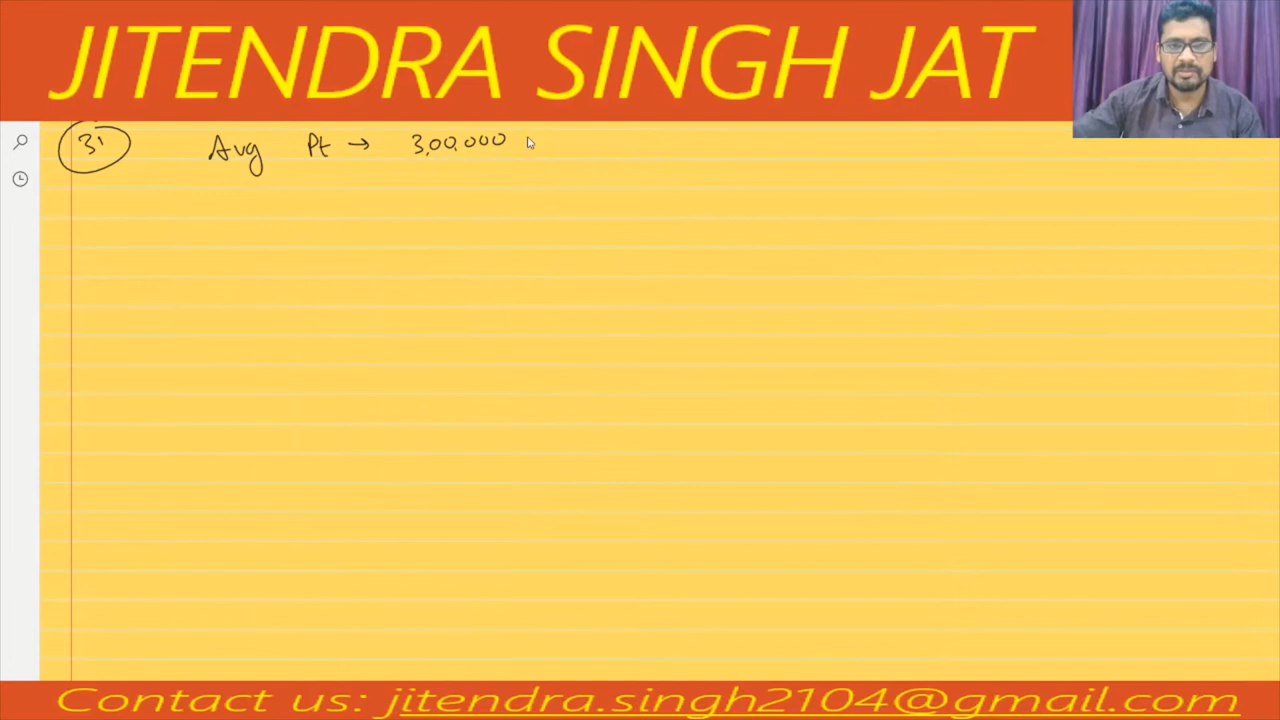 JITENDRA SINGH JAT
31 Avg Pt → 3,00,000
Contact us: jitendra.singh2104@gmail.com